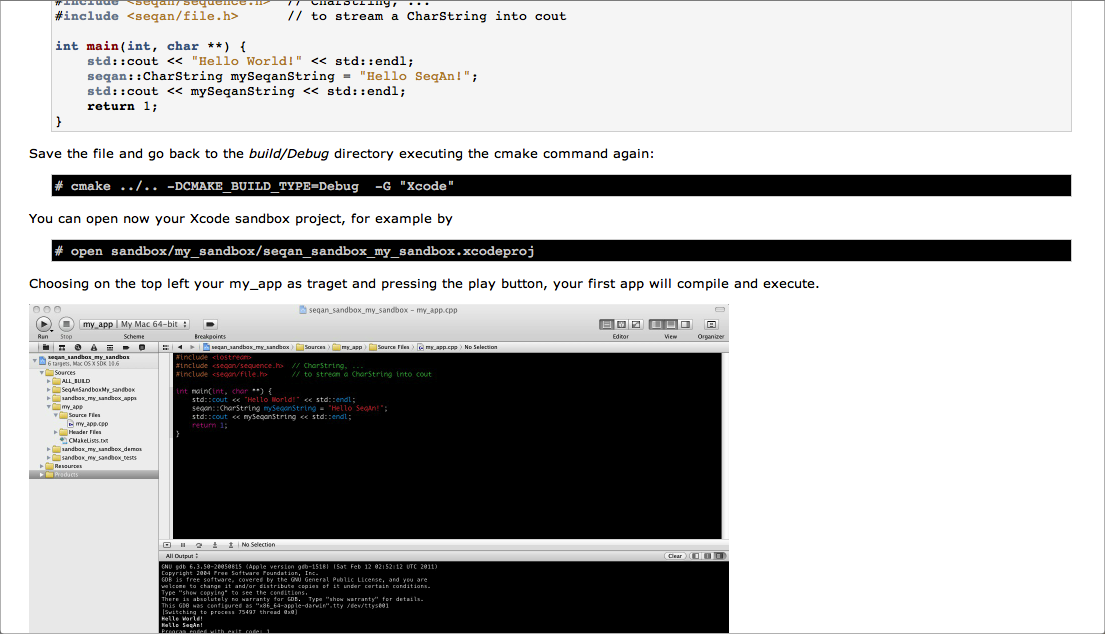 #include <seqan/sequence.h>  // CharString, ...
#include <seqan/file.h>      // to stream a CharString into cout
int main(int, char **) {
    std::cout << "Hello World!" << std::endl;
    seqan::CharString mySeqanString = "Hello SeqAn!";
    std::cout << mySeqanString << std::endl;
    return 1;
}
Save the file and go back to the build/Debug directory executing the cmake command again:
# cmake ../.. -DCMAKE_BUILD_TYPE=Debug  -G "Xcode"
You can open now your Xcode sandbox project, for example by
# open sandbox/my_sandbox/seqan_sandbox_my_sandbox.xcodeproj
Choosing on the top left your my_app as traget and pressing the play button, your first app will compile and execute.
seqan_sandbox_my_sandbox – my_app.cpp
my_app | My Mac 64-bit
Run Stop Scheme Breakpoints Editor View Organizer
seqan_sandbox_my_sandbox Sources my_app Source Files my_app.cpp No Selection
seqan_sandbox_my_sandbox
6 targets, Mac OS X SDK 10.6
Sources
ALL_BUILD
SeqAnSandboxMy_sandbox
sandbox_my_sandbox_apps
my_app
Source Files
my_app.cpp
Header Files
CMakeLists.txt
sandbox_my_sandbox_demos
sandbox_my_sandbox_tests
Resources
Products
#include <iostream>
#include <seqan/sequence.h>  // CharString, ...
#include <seqan/file.h>      // to stream a CharString into cout
int main(int, char **) {
    std::cout << "Hello World!" << std::endl;
    seqan::CharString mySeqanString = "Hello SeqAn!";
    std::cout << mySeqanString << std::endl;
    return 1;
}
No Selection
All Output Clear
GNU gdb 6.3.50-20050815 (Apple version gdb-1518) (Sat Feb 12 02:52:12 UTC 2011)
Copyright 2004 Free Software Foundation, Inc.
GDB is free software, covered by the GNU General Public License, and you are
welcome to change it and/or distribute copies of it under certain conditions.
Type "show copying" to see the conditions.
There is absolutely no warranty for GDB.  Type "show warranty" for details.
This GDB was configured as "x86_64-apple-darwin".tty /dev/ttys001
[Switching to process 75497 thread 0x0]
Hello World!
Hello SeqAn!
Program ended with exit code: 1